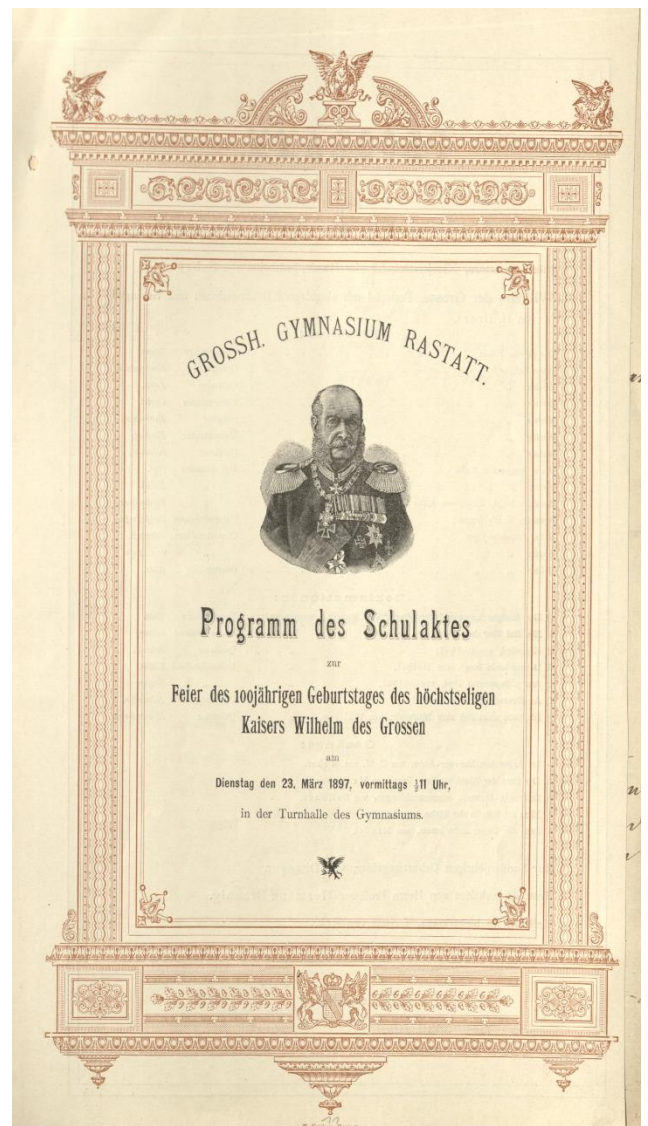 GROSSH. GYMNASIUM RASTATT.
Programm des Schulaktes
zur
Feier des 100jährigen Geburtstages des höchstseligen
Kaisers Wilhelm des Grossen
am
Dienstag den 23. März 1897, vormittags ½11 Uhr,
in der Turnhalle des Gymnasiums.